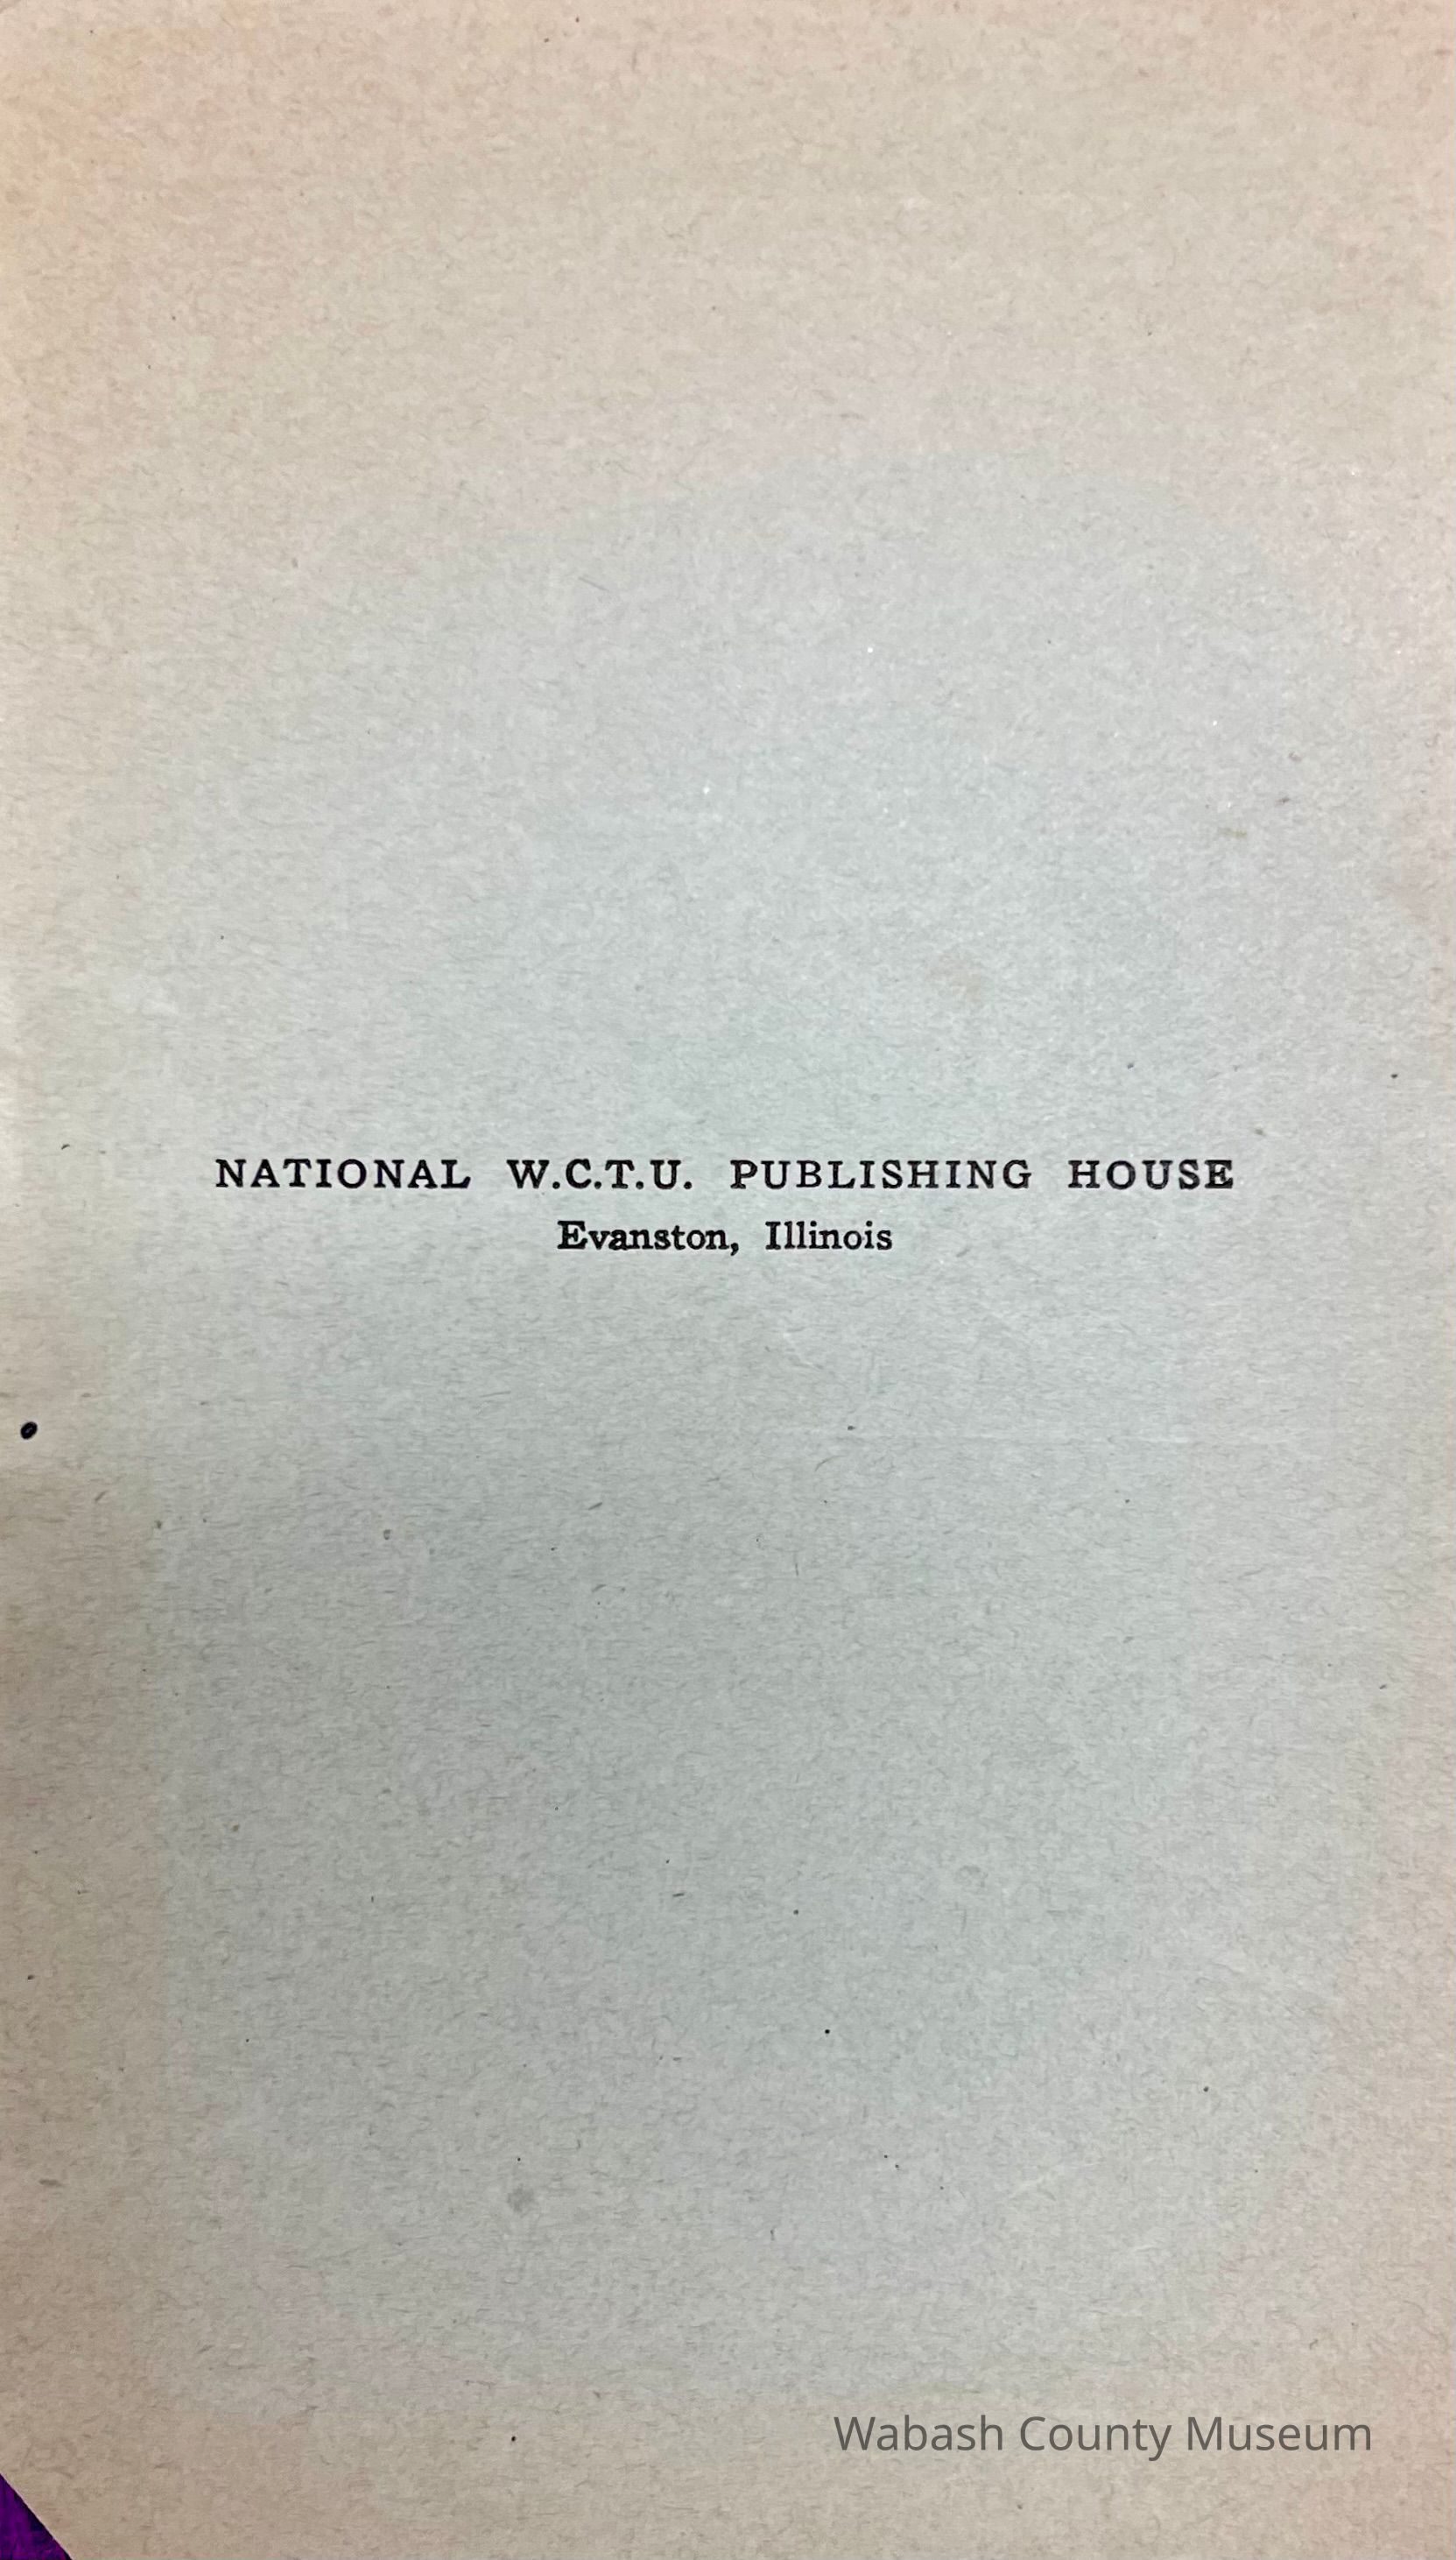 NATIONAL W.C.T.U. PUBLISHING HOUSE
Evanston, Illinois
Wabash County Museum